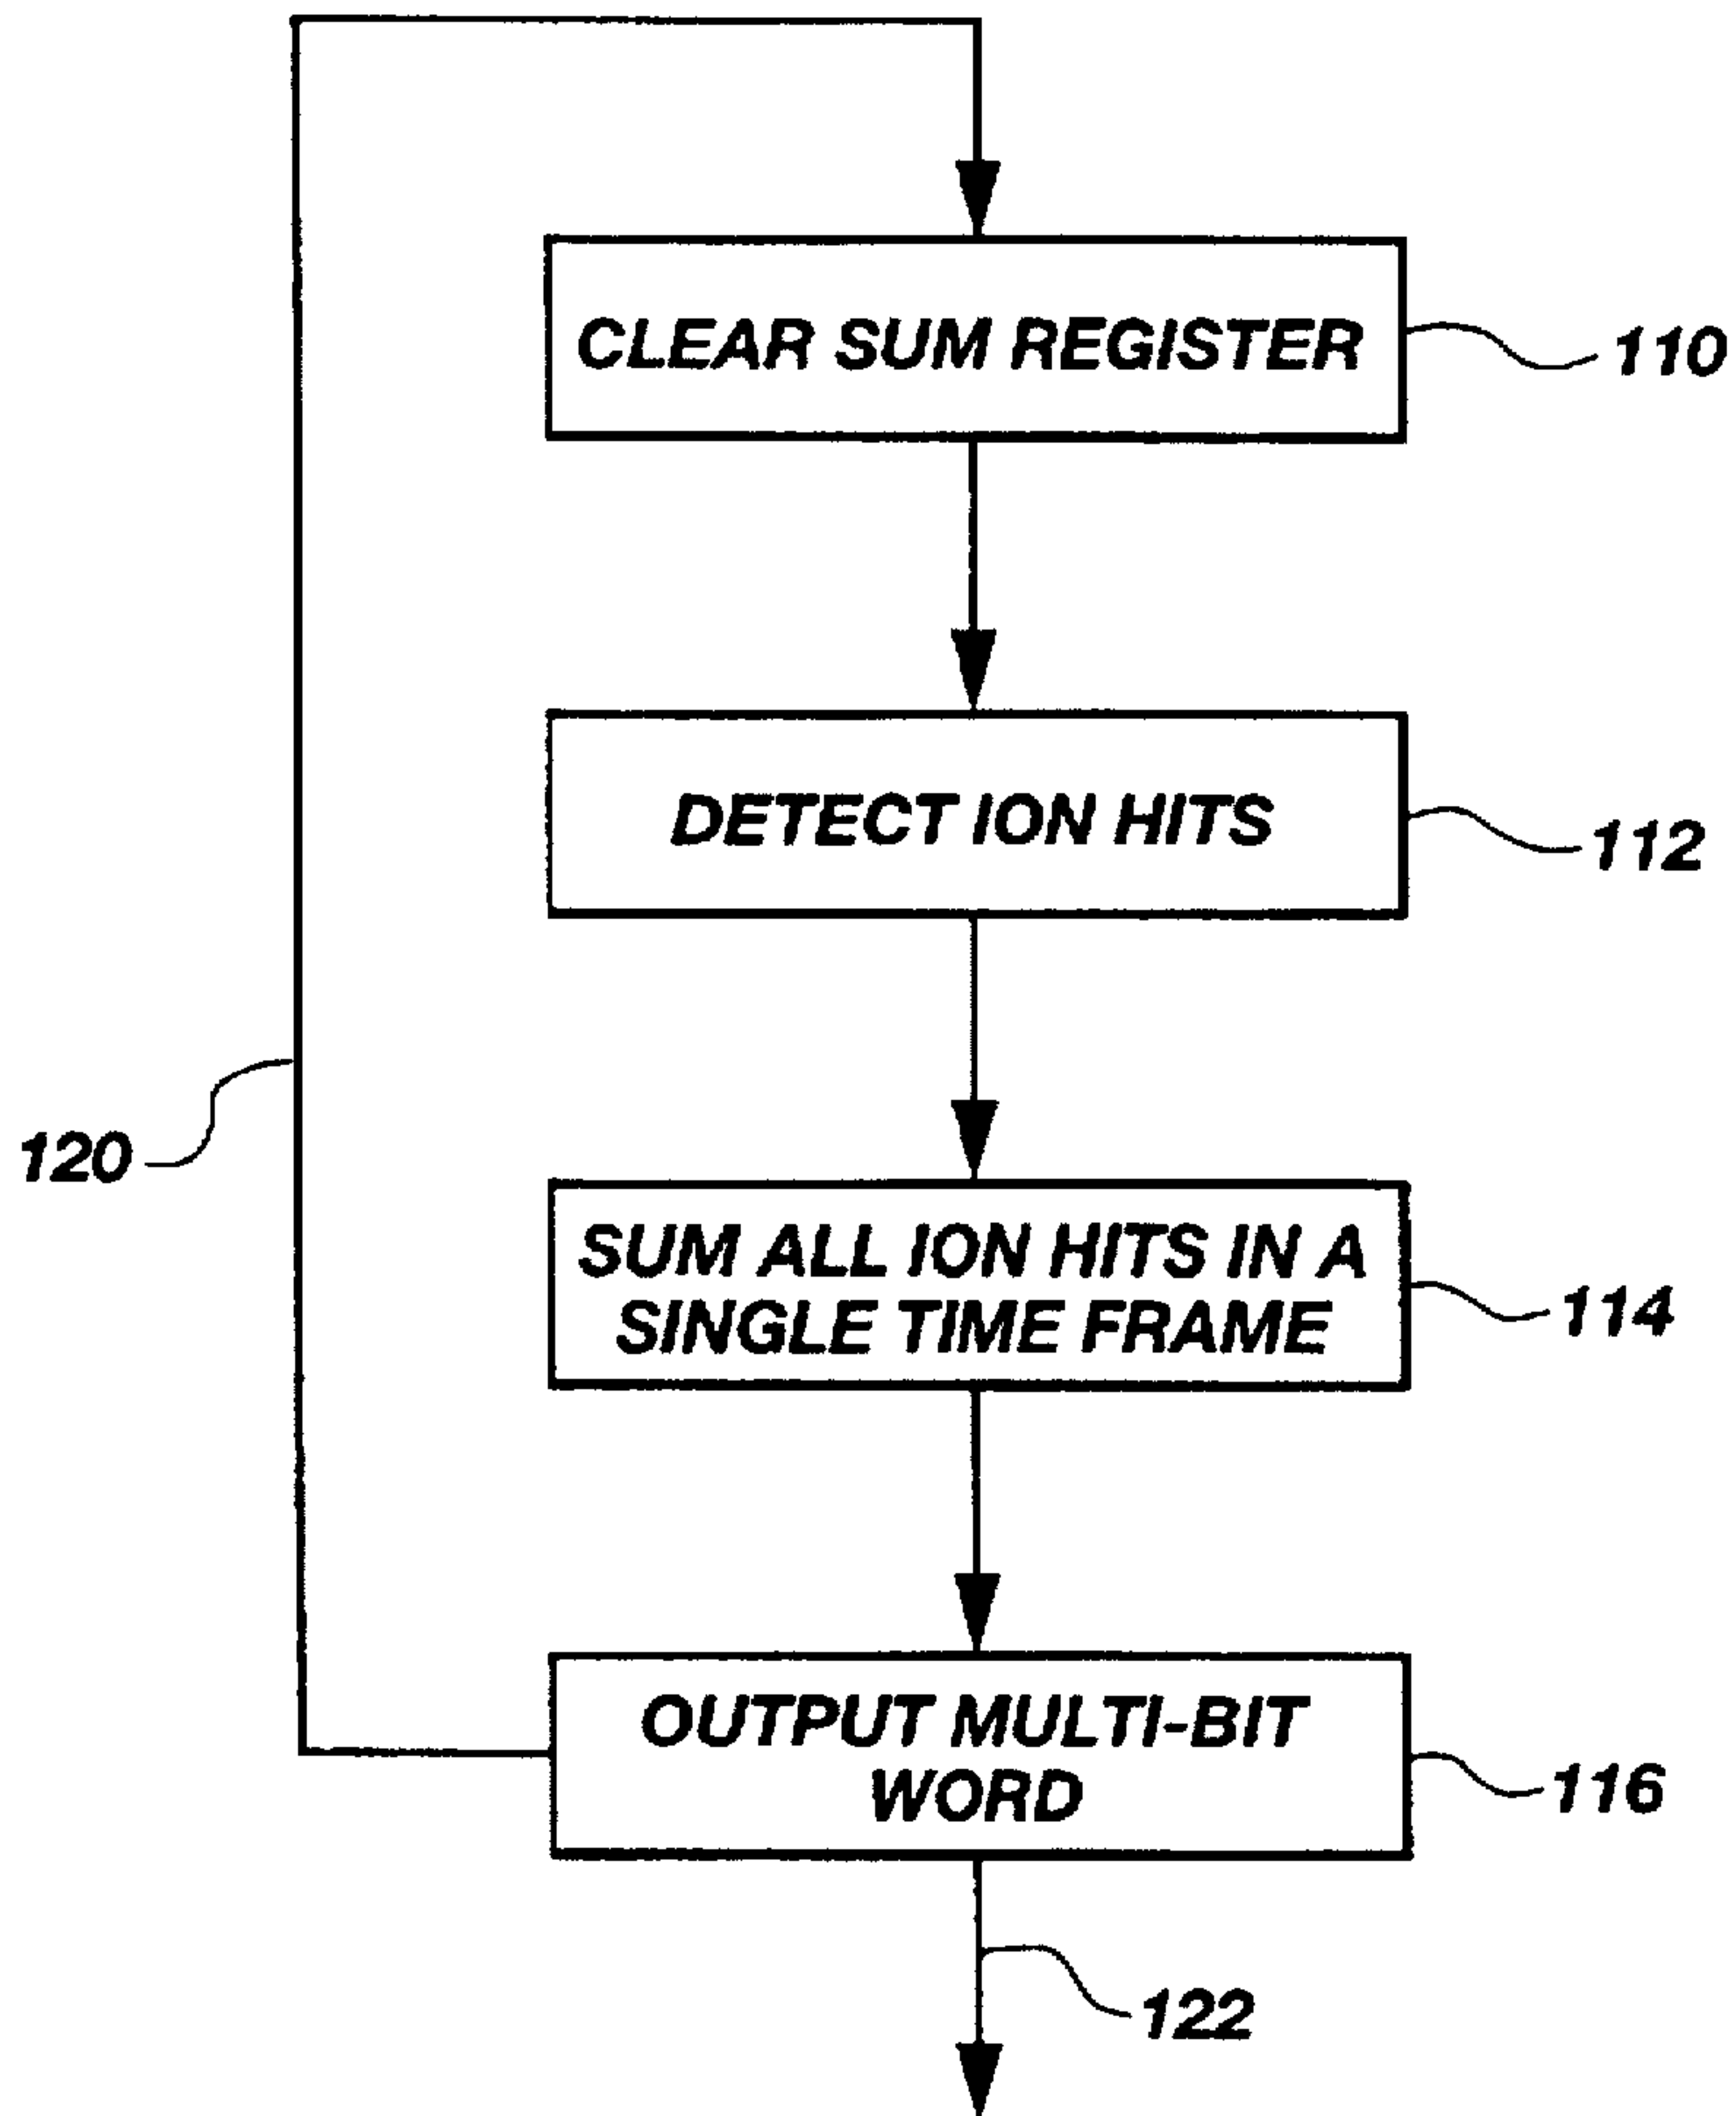 CLEAR SUM REGISTER
110
DETECT ION HITS
112
120
SUM ALL ION HITS IN A
SINGLE TIME FRAME
114
OUTPUT MULTI-BIT
WORD
116
122